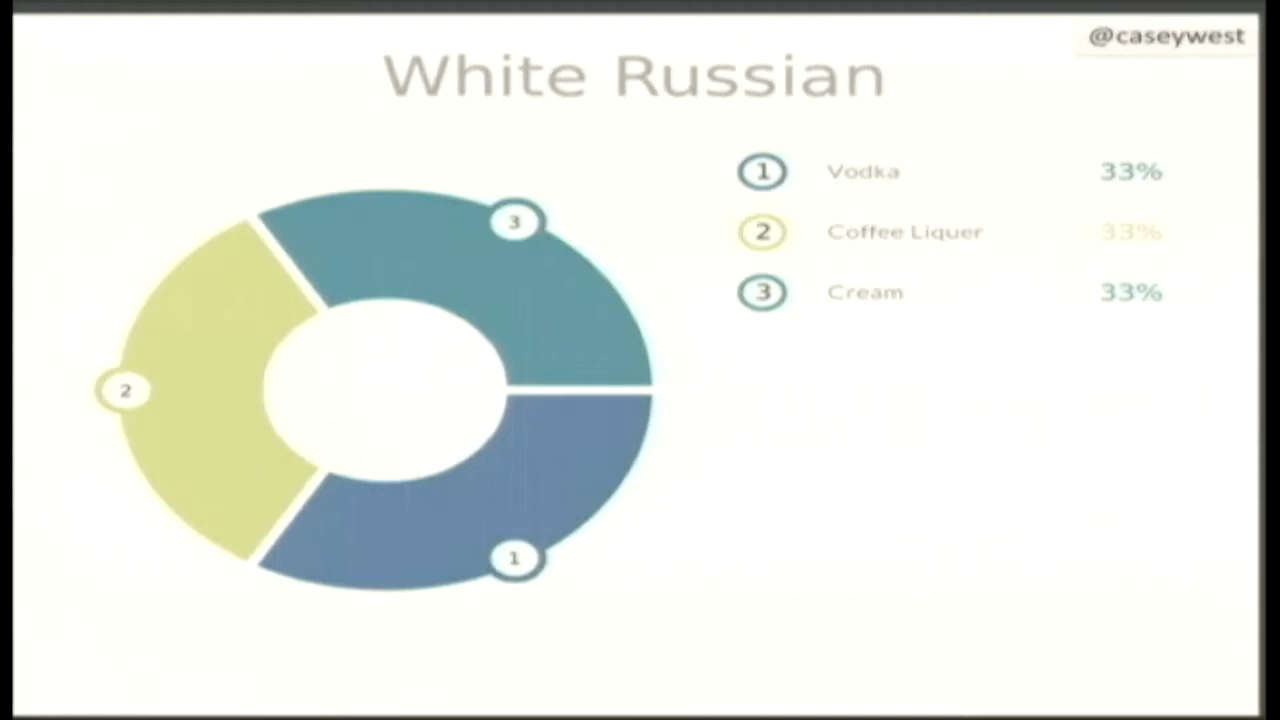 @caseywest
White Russian
1 Vodka 33%
2 Coffee Liquer 33%
3 Cream 33%
3
2
1